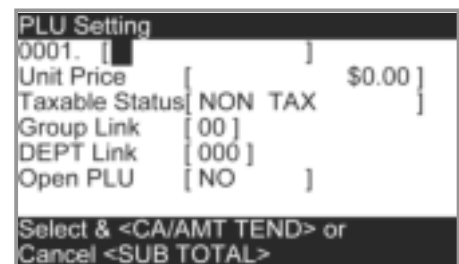 PLU Setting
0001. [ ]
Unit Price [ $0.00 ]
Taxable Status[ NON TAX ]
Group Link [ 00 ]
DEPT Link [ 000 ]
Open PLU [ NO ]
Select & <CA/AMT TEND> or
Cancel <SUB TOTAL>